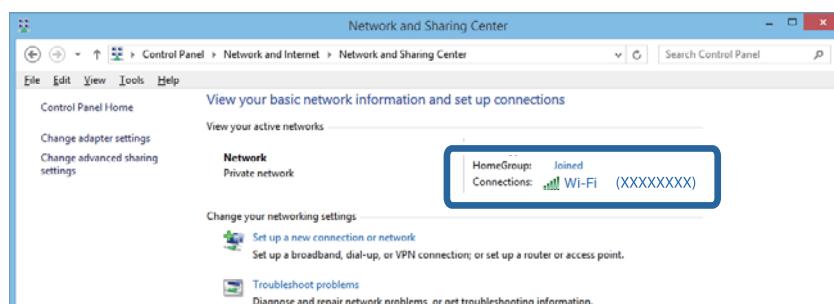 Network and Sharing Center
Control Panel Network and Internet Network and Sharing Center Search Control Panel
File Edit View Tools Help
Control Panel Home
Change adapter settings
Change advanced sharing
settings
View your basic network information and set up connections
View your active networks
Network
Private network
HomeGroup: Joined
Connections: Wi-Fi (XXXXXXXX)
Change your networking settings
Set up a new connection or network
Set up a broadband, dial-up, or VPN connection; or set up a router or access point.
Troubleshoot problems
Diagnose and repair network problems, or get troubleshooting information.